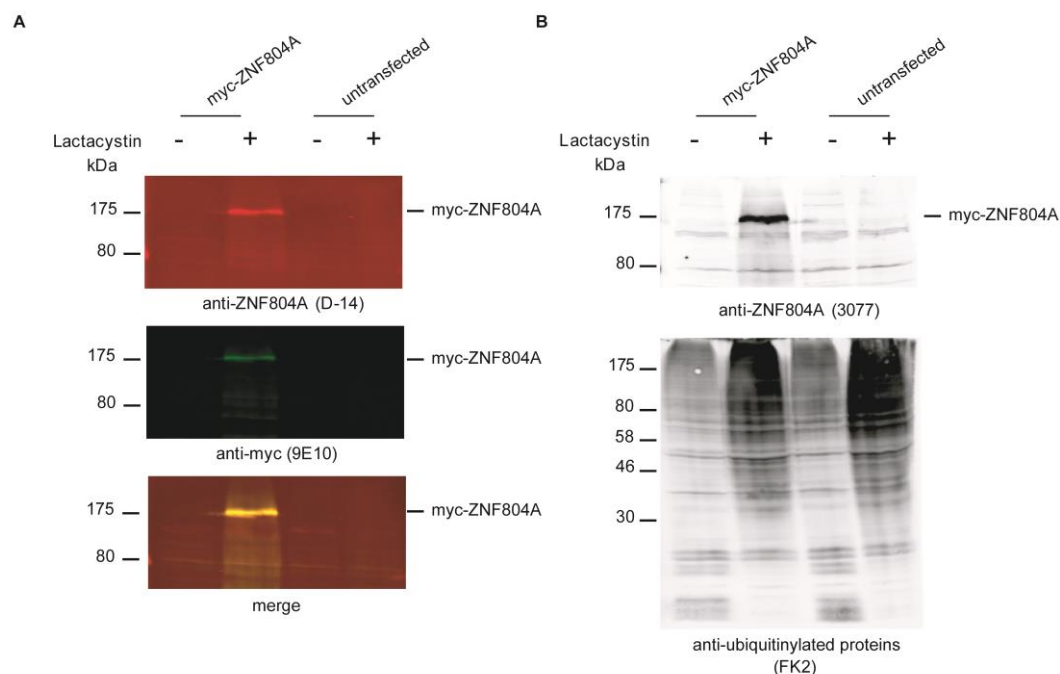 A
myc-ZNF804A
untransfected
Lactacystin - + - +
kDa
175
myc-ZNF804A
80
anti-ZNF804A (D-14)
175
myc-ZNF804A
80
anti-myc (9E10)
175
myc-ZNF804A
80
merge
B
myc-ZNF804A
untransfected
Lactacystin - + - +
kDa
175
myc-ZNF804A
80
anti-ZNF804A (3077)
175
80
58
46
30
anti-ubiquitinylated proteins
(FK2)